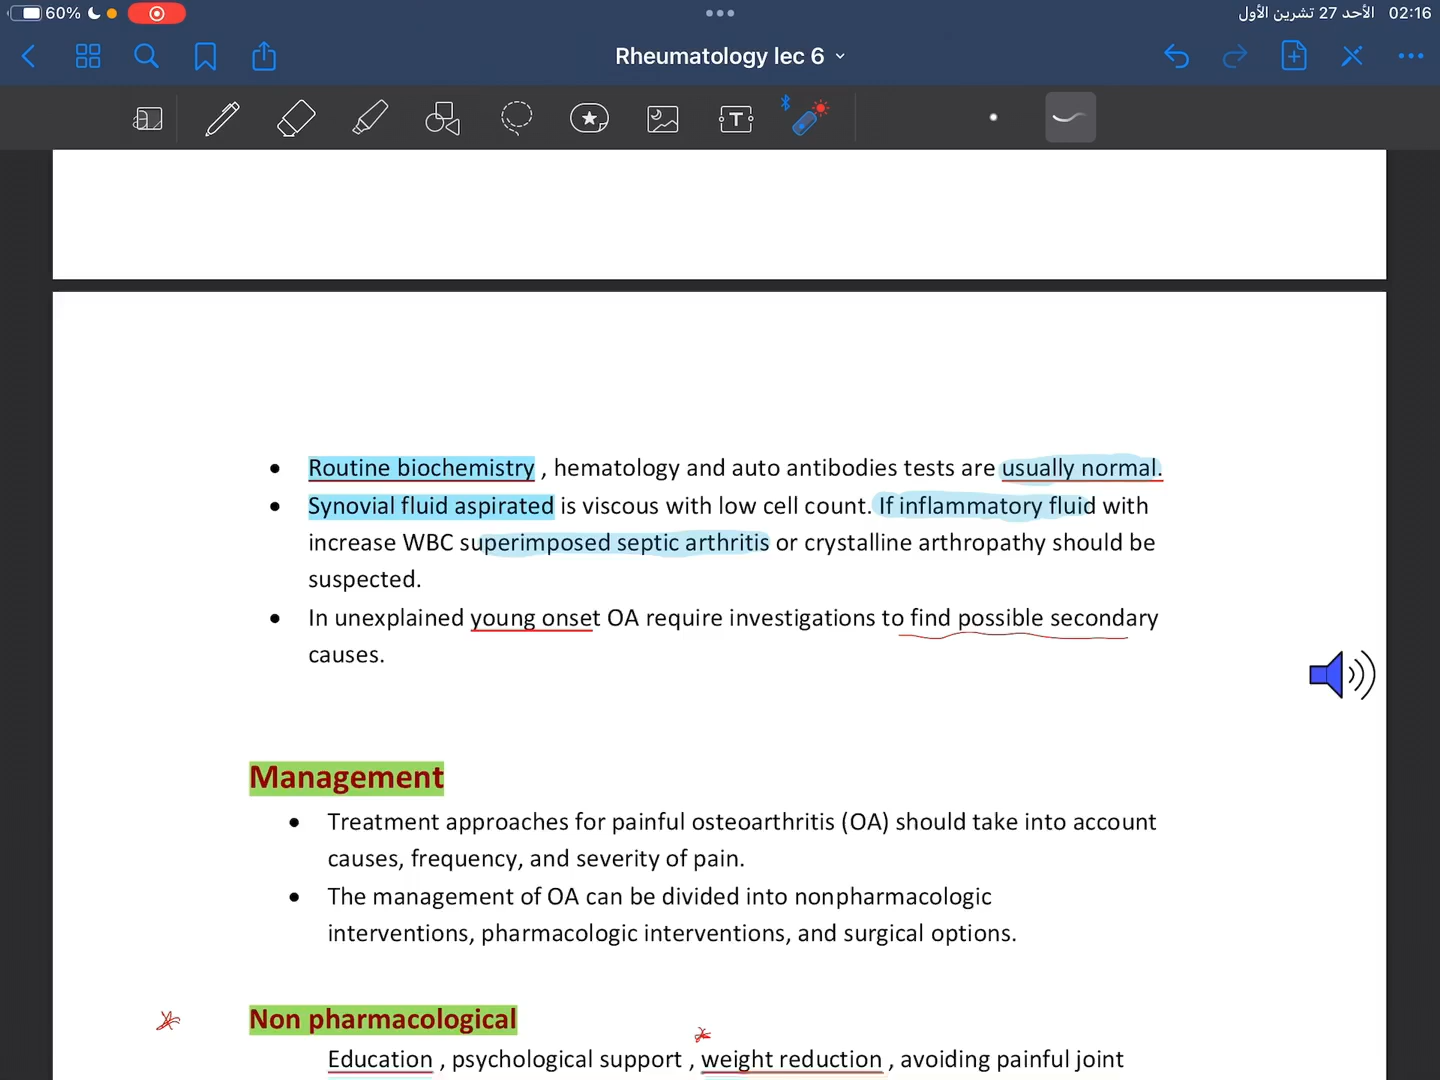 60%
الأحد 27 تشرين الأول 02:16
Rheumatology lec 6
T
Routine biochemistry , hematology and auto antibodies tests are usually normal.
Synovial fluid aspirated is viscous with low cell count. If inflammatory fluid with
increase WBC superimposed septic arthritis or crystalline arthropathy should be
suspected.
In unexplained young onset OA require investigations to find possible secondary
causes.
Management
Treatment approaches for painful osteoarthritis (OA) should take into account
causes, frequency, and severity of pain.
The management of OA can be divided into nonpharmacologic
interventions, pharmacologic interventions, and surgical options.
Non pharmacological
Education , psychological support , weight reduction , avoiding painful joint